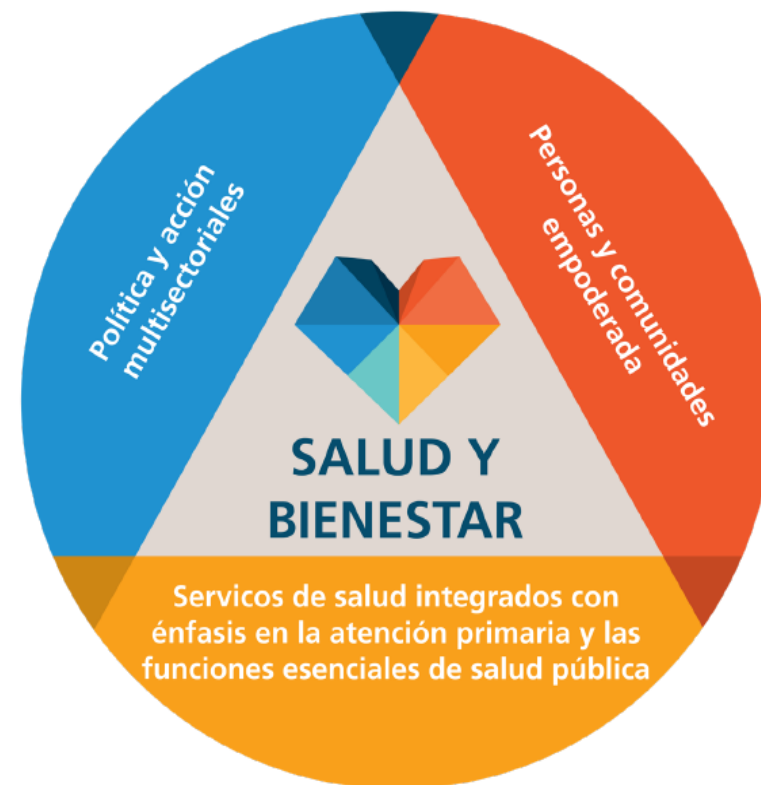 Política y acción
multisectoriales
Personas y comunidades
empoderada
SALUD Y
BIENESTAR
Servicos de salud integrados con
énfasis en la atención primaria y las
funciones esenciales de salud pública